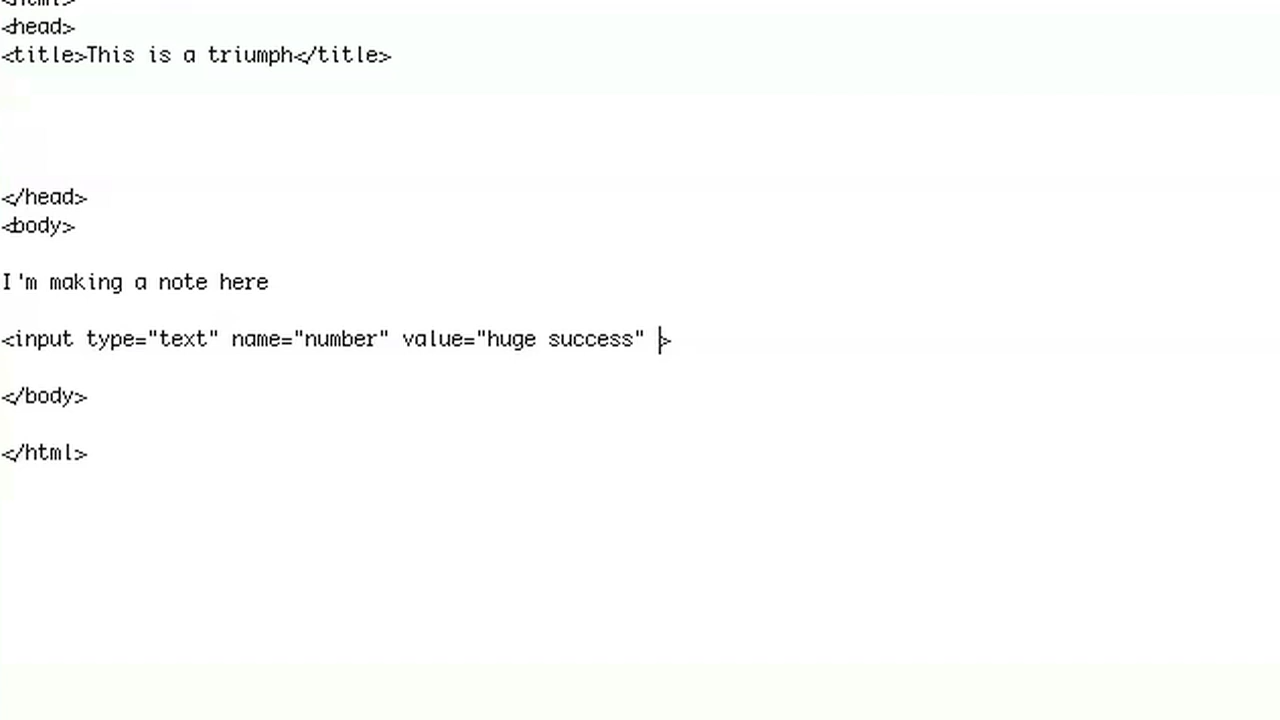 <html>
<head>
<title>This is a triumph</title>
</head>
<body>
I'm making a note here
<input type="text" name="number" value="huge success" >
</body>
</html>